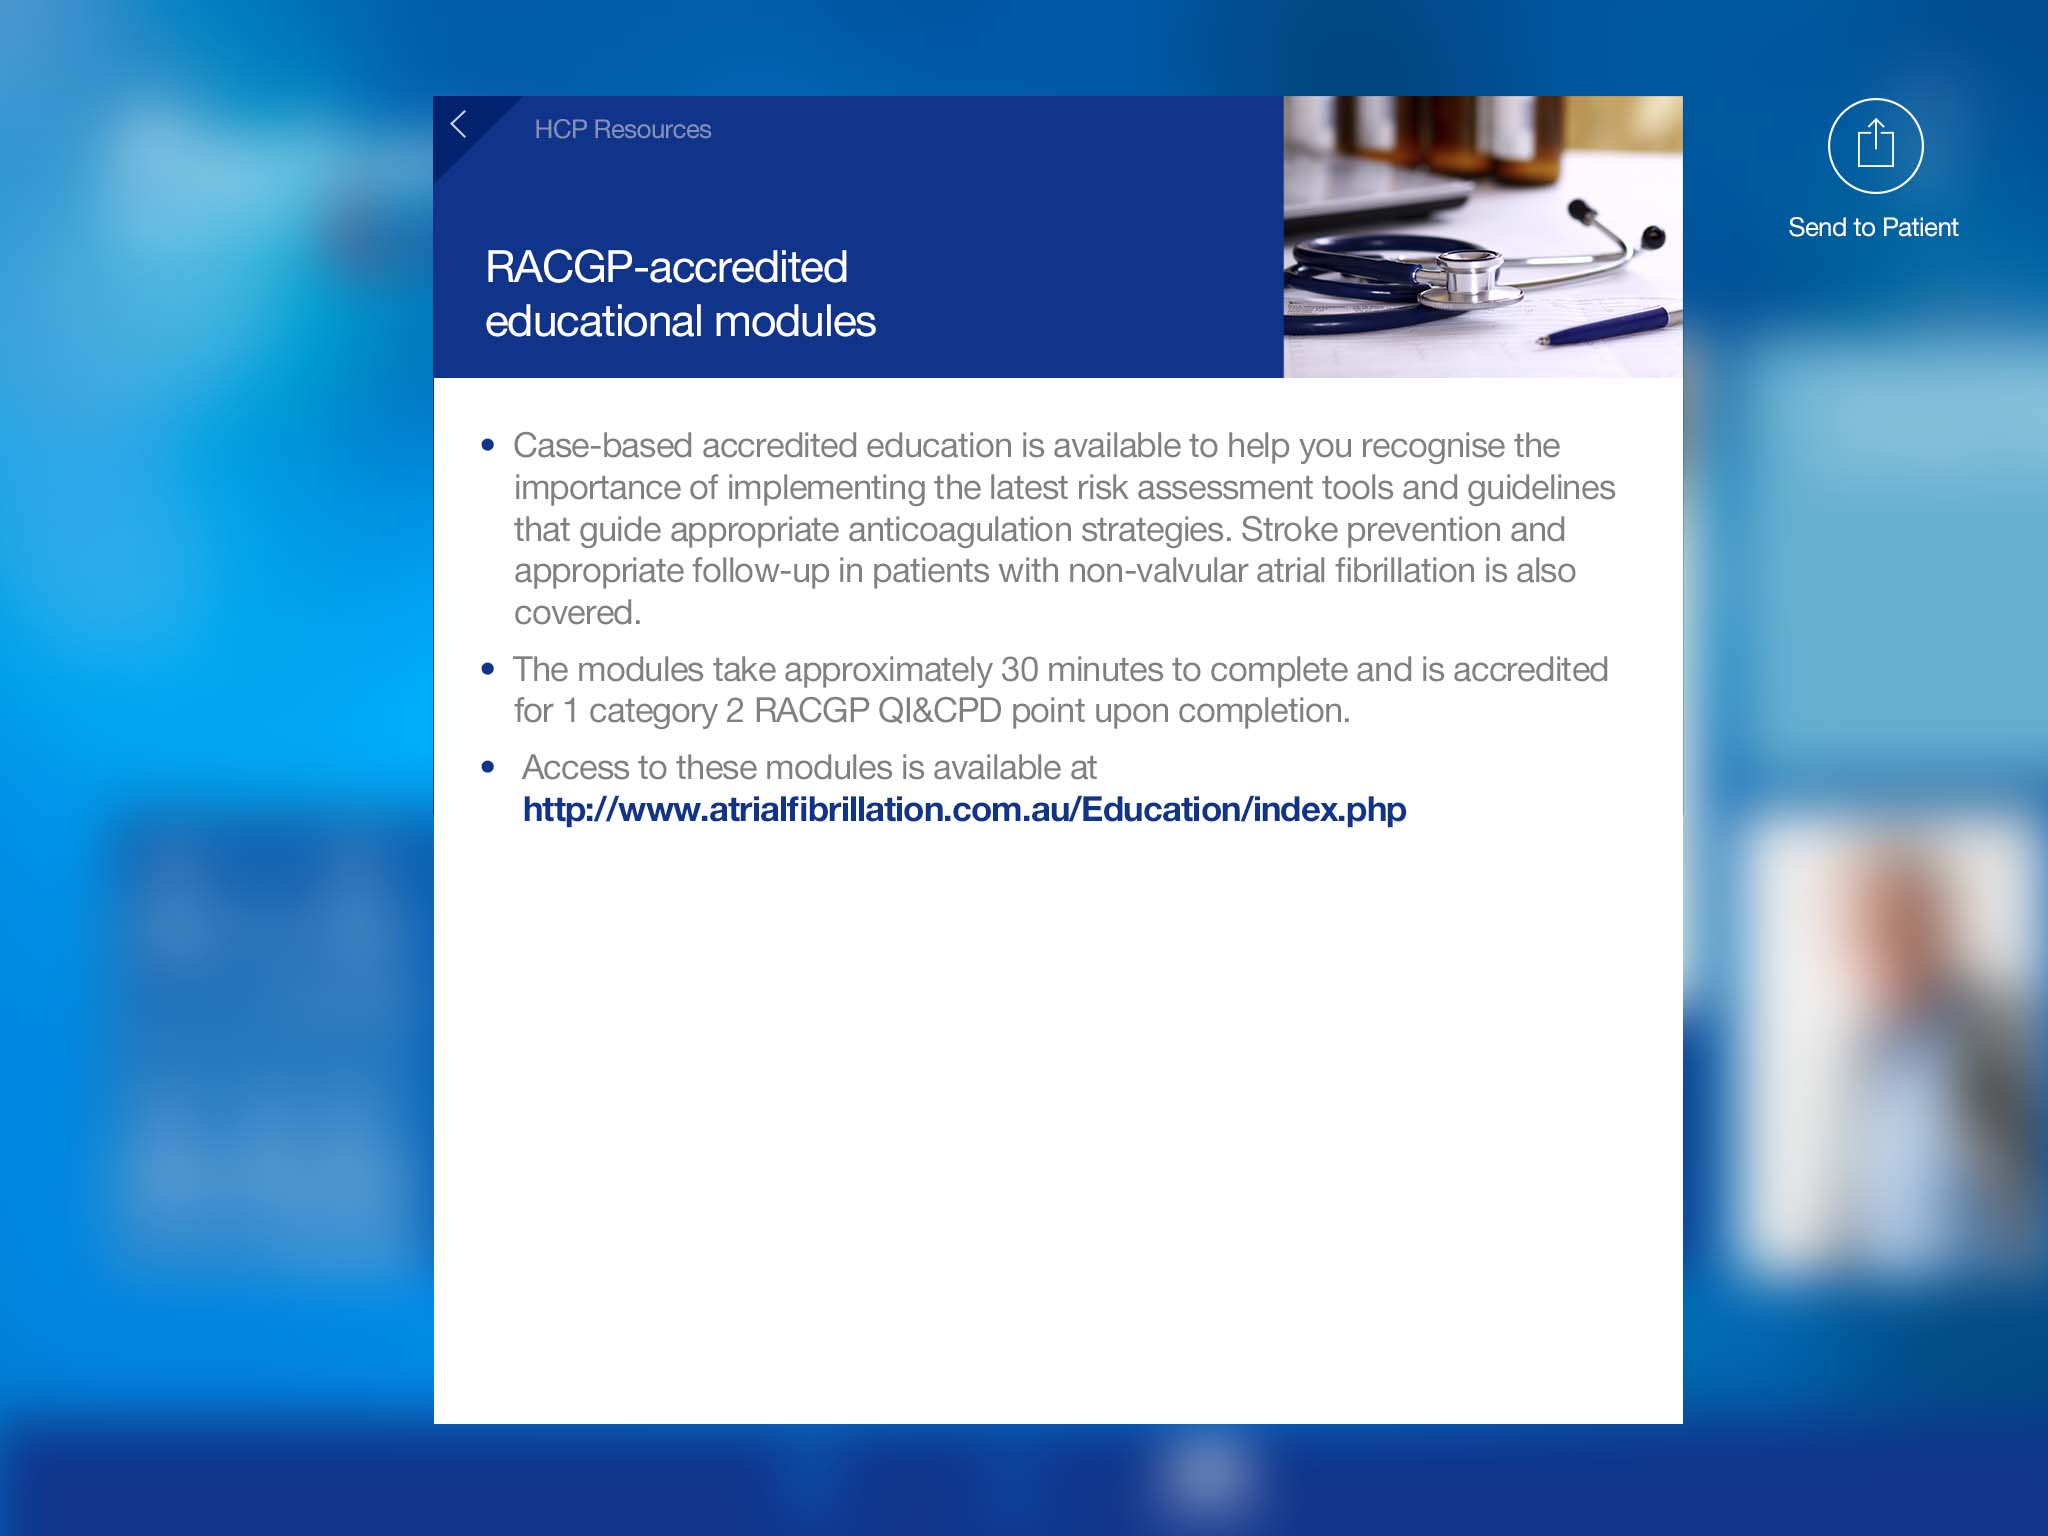 HCP Resources
Send to Patient
RACGP-accredited
educational modules
• Case-based accredited education is available to help you recognise the
importance of implementing the latest risk assessment tools and guidelines
that guide appropriate anticoagulation strategies. Stroke prevention and
appropriate follow-up in patients with non-valvular atrial fibrillation is also
covered.
• The modules take approximately 30 minutes to complete and is accredited
for 1 category 2 RACGP QI&CPD point upon completion.
• Access to these modules is available at
http://www.atrialfibrillation.com.au/Education/index.php